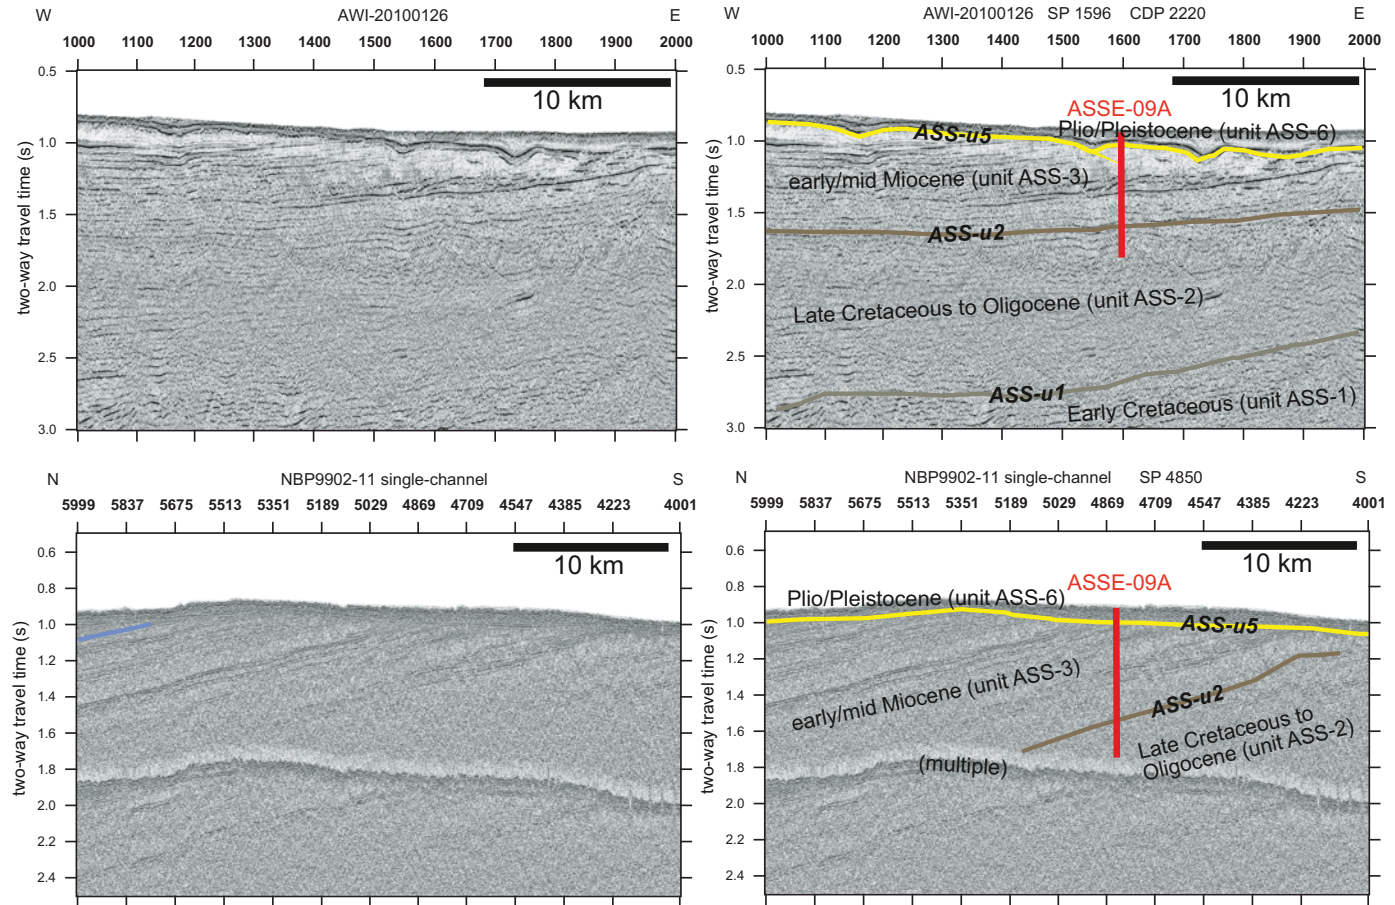 W AWI-20100126 E
1000 1100 1200 1300 1400 1500 1600 1700 1800 1900 2000
0.5
1.0
1.5
2.0
2.5
3.0
two-way travel time (s)
10 km
W AWI-20100126 SP 1596 CDP 2220 E
1000 1100 1200 1300 1400 1500 1600 1700 1800 1900 2000
0.5
1.0
1.5
2.0
2.5
3.0
two-way travel time (s)
10 km
ASSE-09A
ASS-u5
Plio/Pleistocene (unit ASS-6)
early/mid Miocene (unit ASS-3)
ASS-u2
Late Cretaceous to Oligocene (unit ASS-2)
ASS-u1
Early Cretaceous (unit ASS-1)
N NBP9902-11 single-channel S
5999 5837 5675 5513 5351 5189 5029 4869 4709 4547 4385 4223 4001
0.6
0.8
1.0
1.2
1.4
1.6
1.8
2.0
2.2
2.4
two-way travel time (s)
10 km
N NBP9902-11 single-channel SP 4850 S
5999 5837 5675 5513 5351 5189 5029 4869 4709 4547 4385 4223 4001
0.6
0.8
1.0
1.2
1.4
1.6
1.8
2.0
2.2
2.4
two-way travel time (s)
10 km
ASSE-09A
Plio/Pleistocene (unit ASS-6)
ASS-u5
early/mid Miocene (unit ASS-3)
ASS-u2
Late Cretaceous to
Oligocene (unit ASS-2)
(multiple)